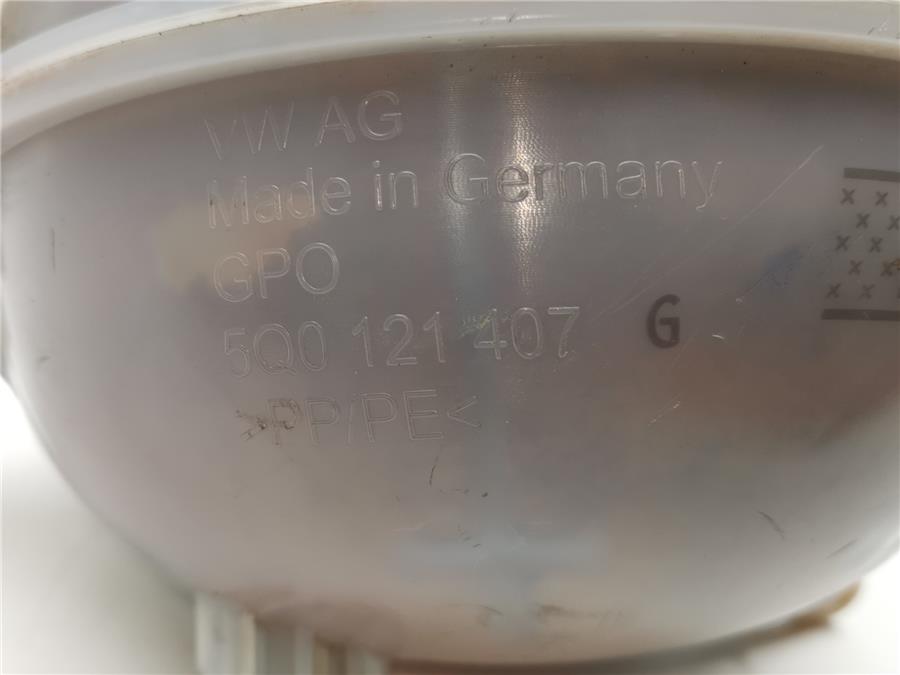 VW AG
Made in Germany
GPO
5Q0 121 407 G
>PP/PE<